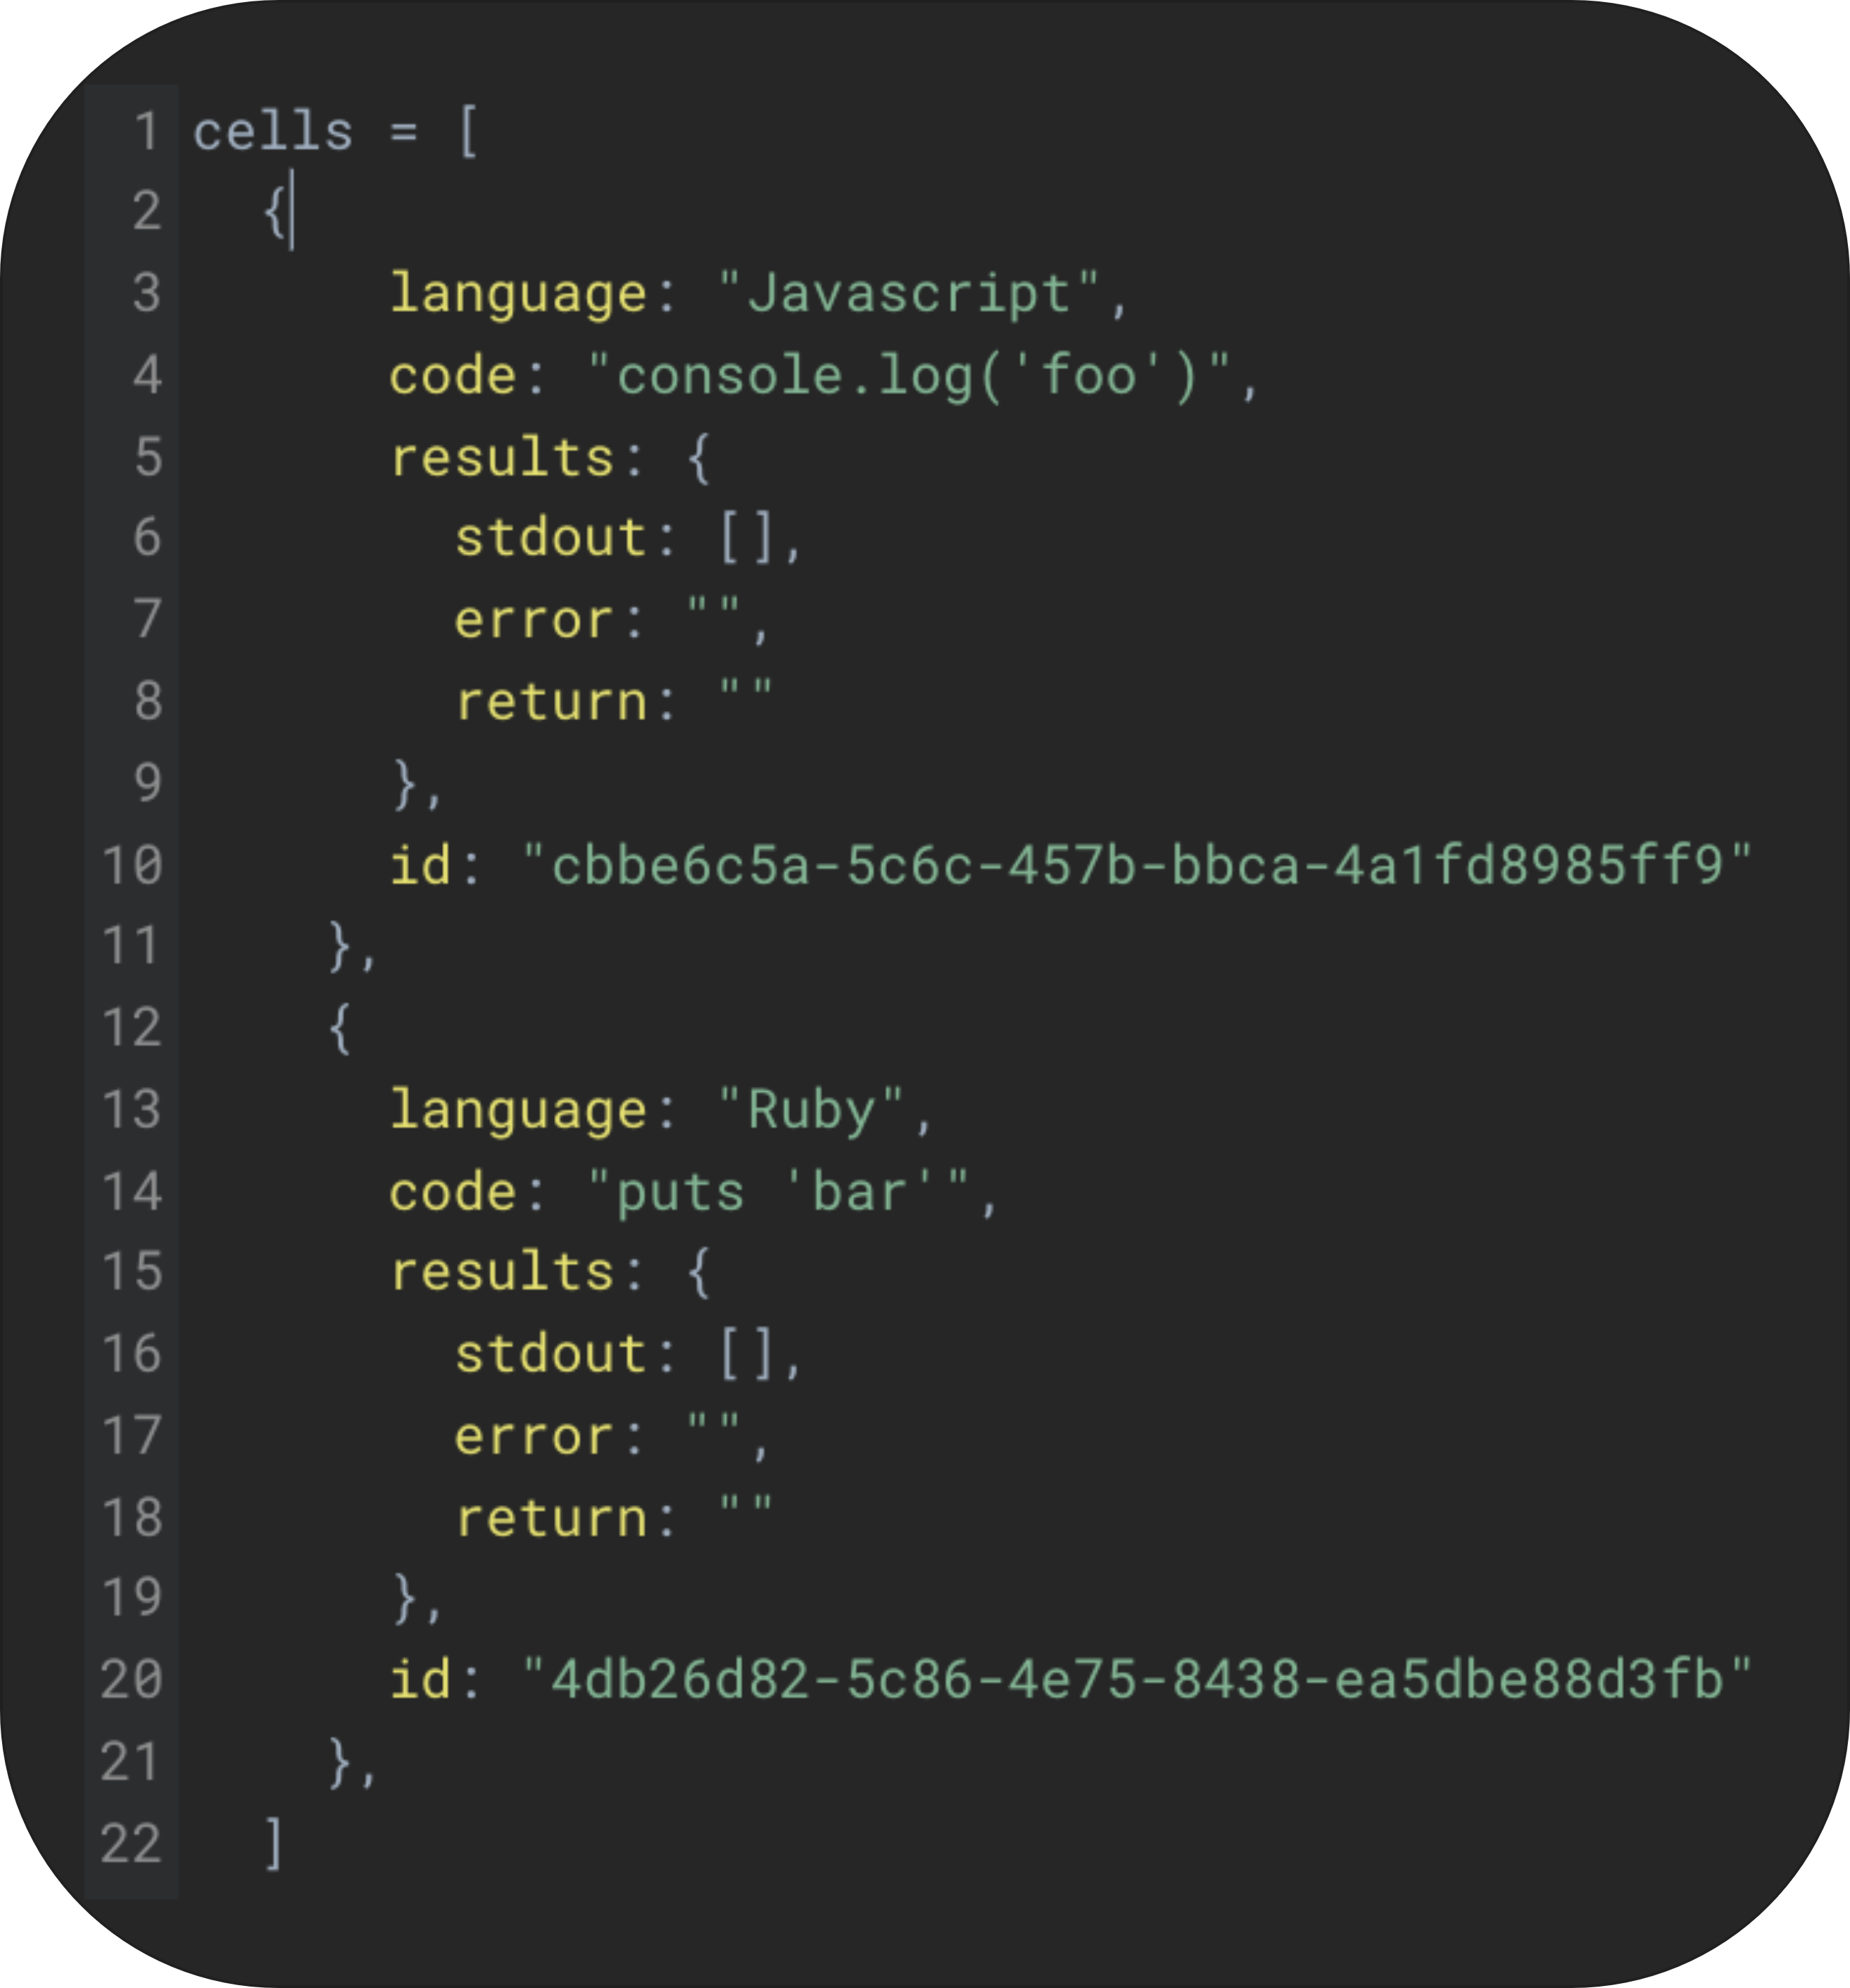 1 cells = [
2 {
3 language: "Javascript",
4 code: "console.log('foo')",
5 results: {
6 stdout: [],
7 error: "",
8 return: ""
9 },
10 id: "cbbe6c5a-5c6c-457b-bbca-4a1fd8985ff9"
11 },
12 {
13 language: "Ruby",
14 code: "puts 'bar'",
15 results: {
16 stdout: [],
17 error: "",
18 return: ""
19 },
20 id: "4db26d82-5c86-4e75-8438-ea5dbe88d3fb"
21 },
22 ]